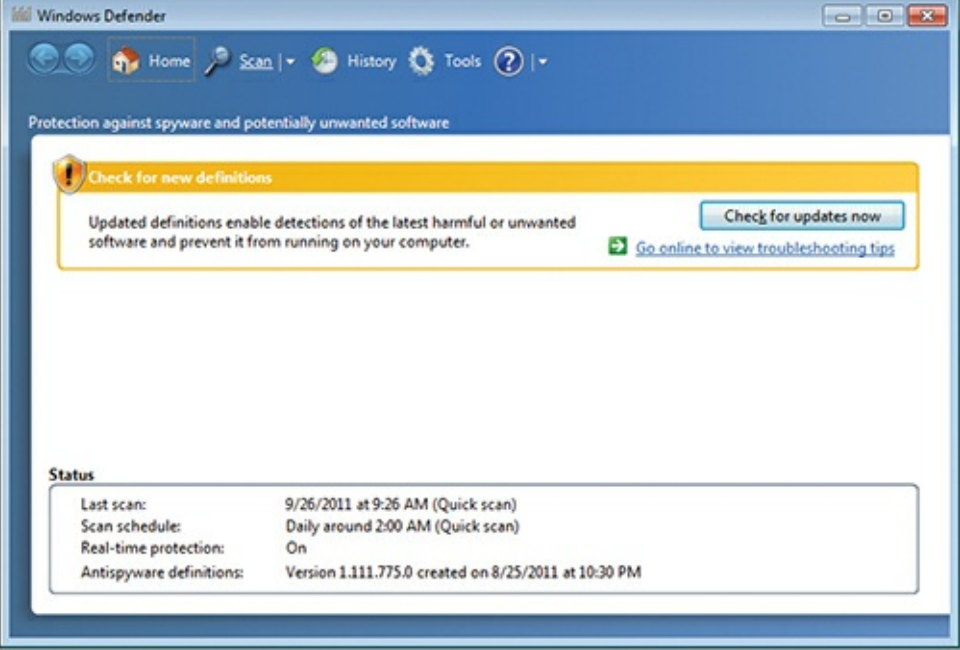 Windows Defender
Home Scan History Tools ?
Protection against spyware and potentially unwanted software
Check for new definitions
Updated definitions enable detections of the latest harmful or unwanted
software and prevent it from running on your computer.
Check for updates now
Go online to view troubleshooting tips
Status
Last scan: 9/26/2011 at 9:26 AM (Quick scan)
Scan schedule: Daily around 2:00 AM (Quick scan)
Real-time protection: On
Antispyware definitions: Version 1.111.775.0 created on 8/25/2011 at 10:30 PM